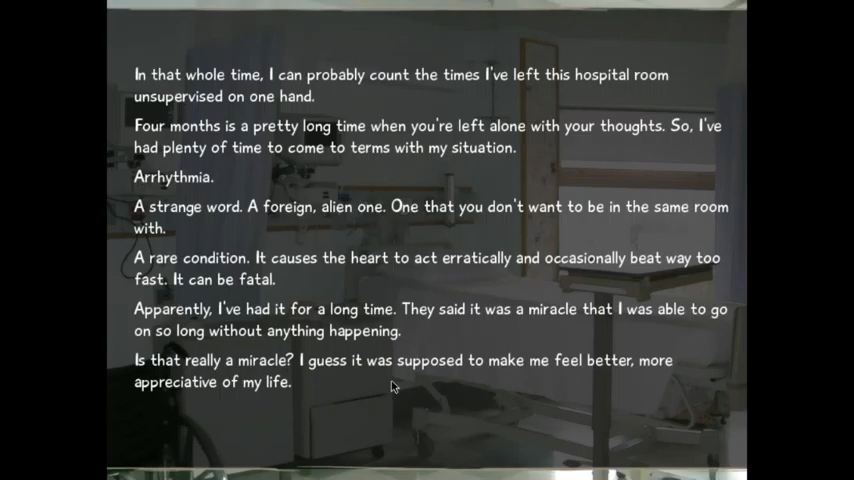 In that whole time, I can probably count the times I've left this hospital room
unsupervised on one hand.
Four months is a pretty long time when you're left alone with your thoughts. So, I've
had plenty of time to come to terms with my situation.
Arrhythmia.
A strange word. A foreign, alien one. One that you don't want to be in the same room
with.
A rare condition. It causes the heart to act erratically and occasionally beat way too
fast. It can be fatal.
Apparently, I've had it for a long time. They said it was a miracle that I was able to go
on so long without anything happening.
Is that really a miracle? I guess it was supposed to make me feel better, more
appreciative of my life.